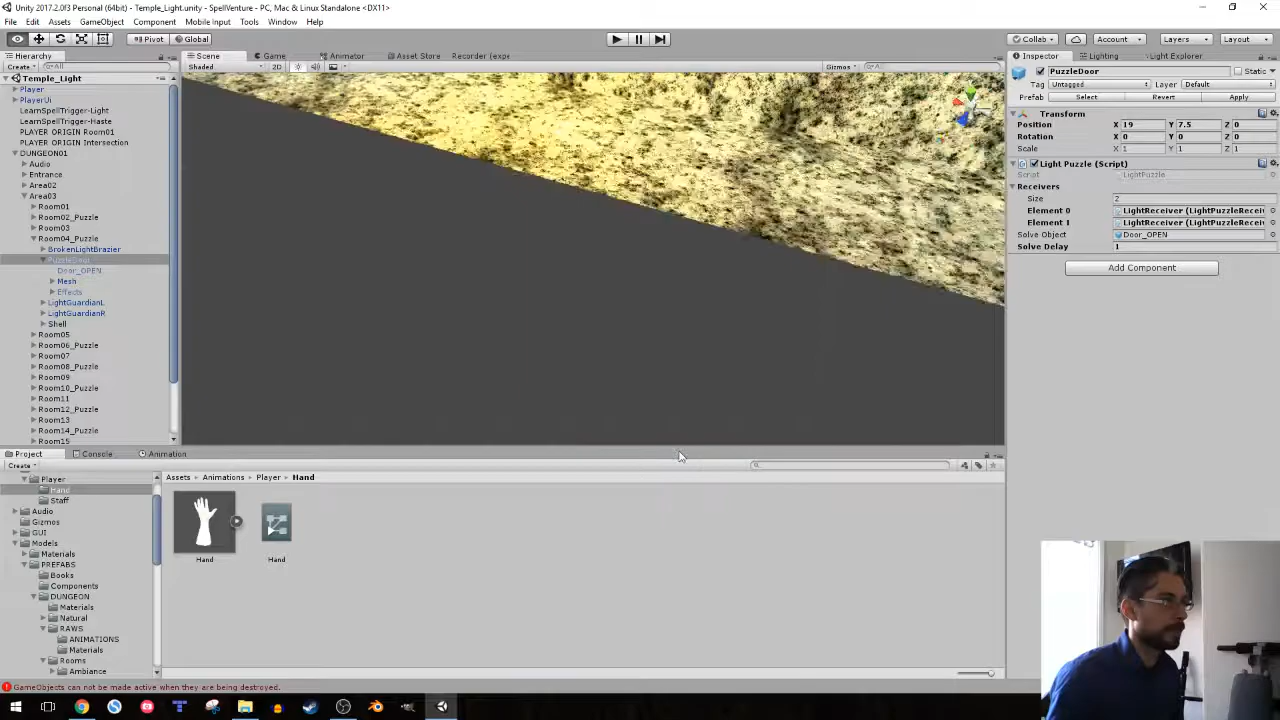 Unity 2017.2.0f3 Personal (64bit) - Temple_Light.unity - SpellVenture - PC, Mac & Linux Standalone <DX11>
File Edit Assets GameObject Component Mobile Input Tools Window Help
Pivot Global Collab Account Layers Layout
Hierarchy Scene Game Animator Asset Store Recorder (expe Inspector Lighting Light Explorer
Create All Shaded 2D Gizmos All
PuzzleDoor Static
Tag Untagged Layer Default
Prefab Select Revert Apply
Transform
Position X 19 Y 7.5 Z 0
Rotation X 0 Y 0 Z 0
Scale X 1 Y 1 Z 1
Light Puzzle (Script)
Script LightPuzzle
Receivers
Size 2
Element 0 LightReceiver (LightPuzzleRecei
Element 1 LightReceiver (LightPuzzleRecei
Solve Object Door_OPEN
Solve Delay 1
Add Component
Temple_Light
Player
PlayerUi
LearnSpellTrigger-Light
LearnSpellTrigger-Haste
PLAYER ORIGIN Room01
PLAYER ORIGIN Intersection
DUNGEON01
Audio
Entrance
Area02
Area03
Room01
Room02_Puzzle
Room03
Room04_Puzzle
BrokenLightBrazier
PuzzleDoor
Door_OPEN
Mesh
Effects
LightGuardianL
LightGuardianR
Shell
Room05
Room06_Puzzle
Room07
Room08_Puzzle
Room09
Room10_Puzzle
Room11
Room12_Puzzle
Room13
Room14_Puzzle
Room15
Project Console Animation
Create
Assets Animations Player Hand
Player
Hand
Staff
Audio
Gizmos
GUI
Models
Materials
PREFABS
Books
Components
DUNGEON
Materials
Natural
RAWS
ANIMATIONS
Materials
Rooms
Ambiance
Hand Hand
GameObjects can not be made active when they are being destroyed.